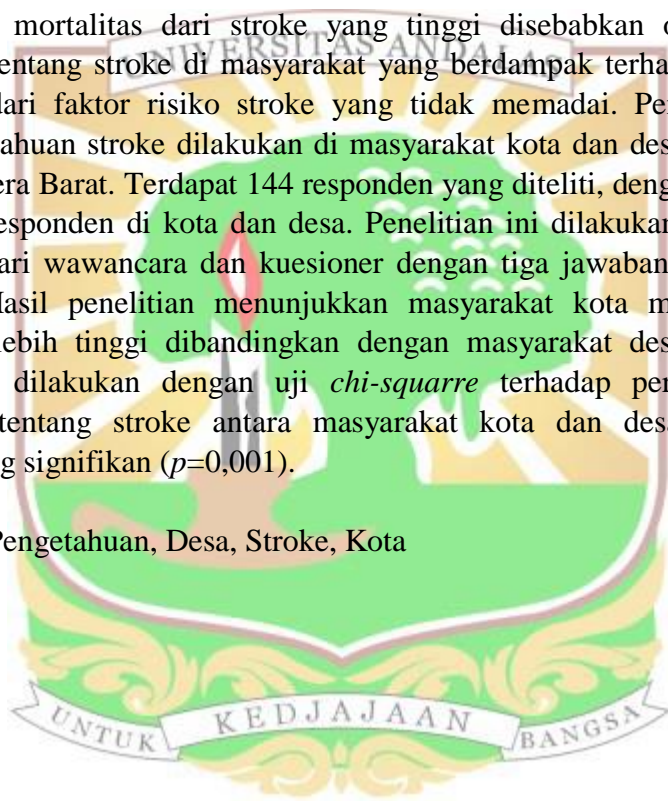 mortalitas dari stroke yang tinggi disebabkan
UNIVERSITAS ANDALAS
entang stroke di masyarakat yang berdampak terha
dari faktor risiko stroke yang tidak memadai. Pe
ahuan stroke dilakukan di masyarakat kota dan des
era Barat. Terdapat 144 responden yang diteliti, deng
esponden di kota dan desa. Penelitian ini dilakukan
ari wawancara dan kuesioner dengan tiga jawaban
Hasil penelitian menunjukkan masyarakat kota m
lebih tinggi dibandingkan dengan masyarakat des
dilakukan dengan uji chi-squarre terhadap per
tentang stroke antara masyarakat kota dan desa
g signifikan (p=0,001).
Pengetahuan, Desa, Stroke, Kota
UNTUK KEDJAJAAN BANGSA